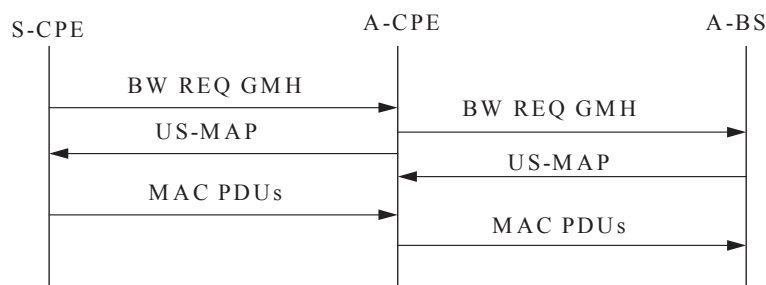 S-CPE
A-CPE
A-BS
BW REQ GMH
BW REQ GMH
US-MAP
US-MAP
MAC PDUs
MAC PDUs